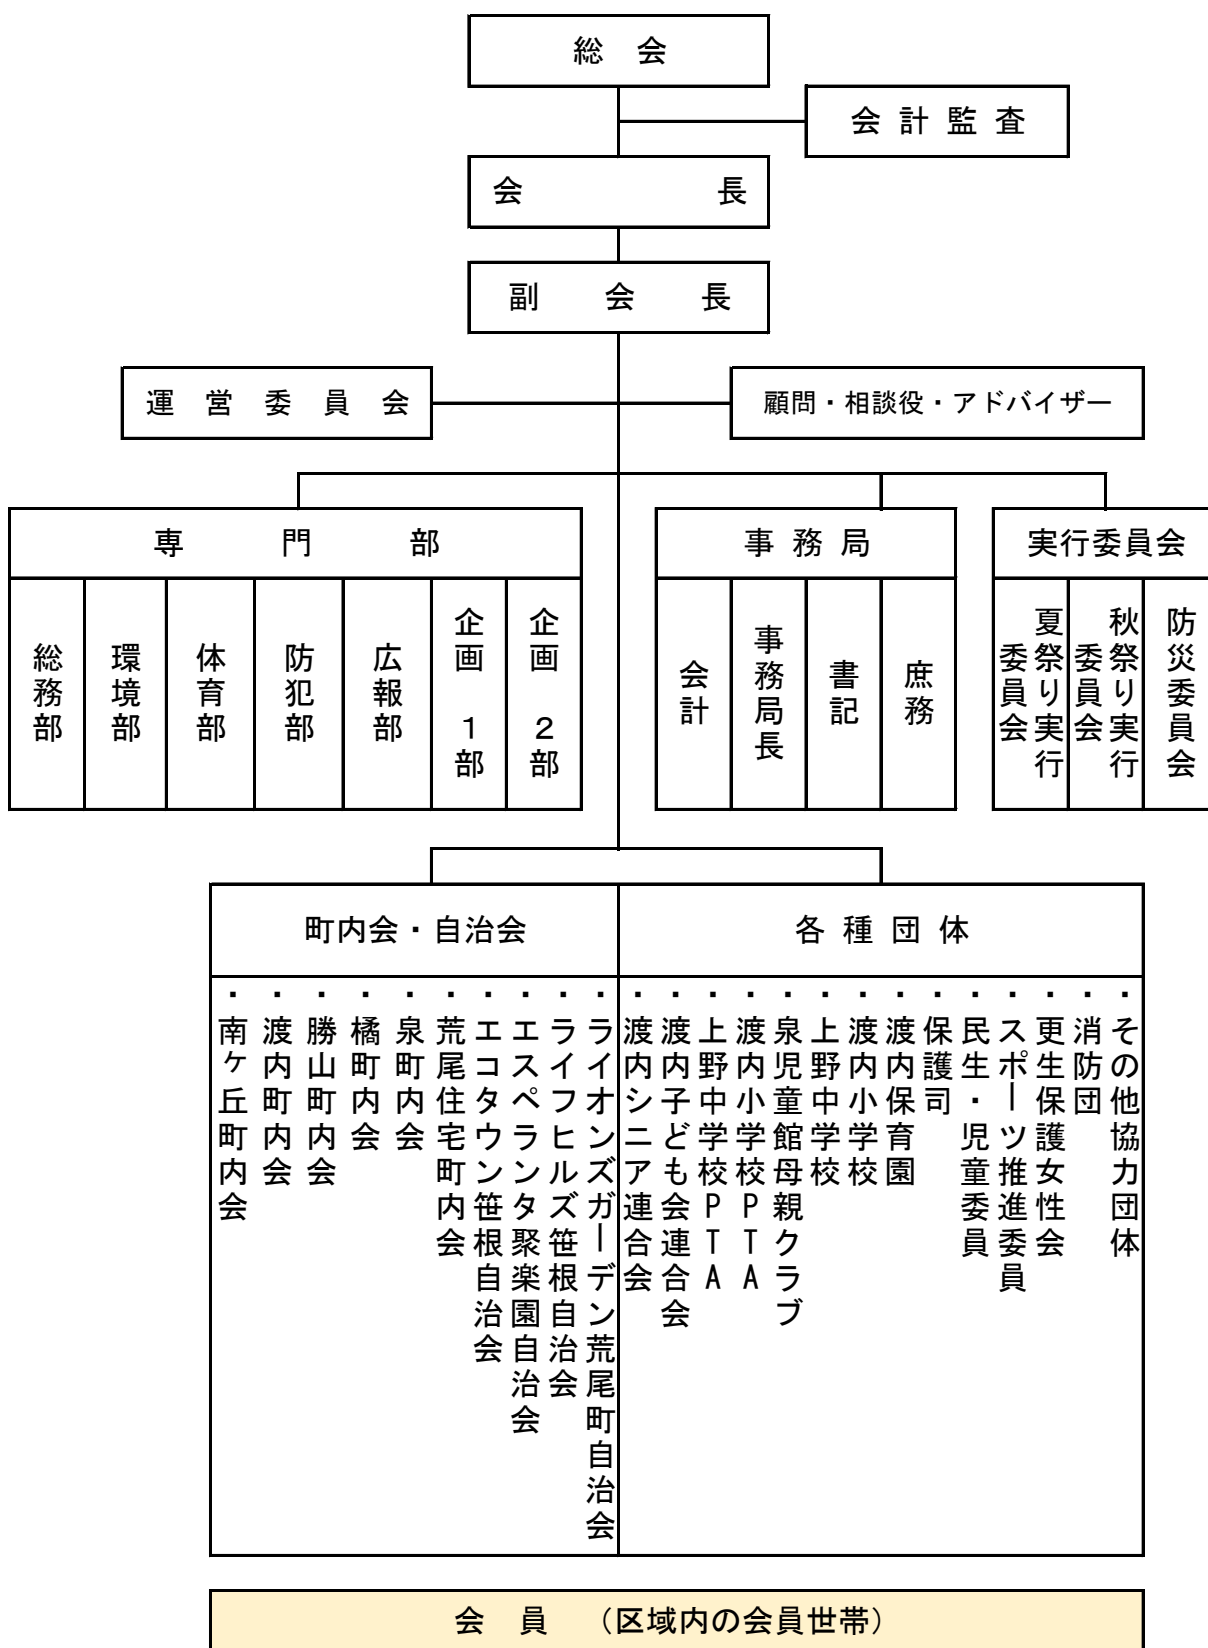 総会
会計監査
会長
副会長
運営委員会
顧問・相談役・アドバイザー
専門部
総務部
環境部
体育部
防犯部
広報部
企画 1部
企画 2部
事務局
会計
事務局長
書記
庶務
実行委員会
夏祭り実行
委員会
秋祭り実行
委員会
防災委員会
町内会・自治会
・南ケ丘町内会
・渡内町内会
・勝山町内会
・橘町内会
・泉町内会
・荒尾住宅町内会
・エコタウン笹根自治会
・エスペランタ聚楽園自治会
・ライフヒルズ笹根自治会
・ライオンズガーデン荒尾町自治会
各種団体
・渡内シニア連合会
・渡内子ども会連合会
・上野中学校PTA
・渡内小学校PTA
・泉児童館母親クラブ
・上野中学校
・渡内小学校
・渡内保育園
・保護司
・民生・児童委員
・スポーツ推進委員
・更生保護女性会
・消防団
・その他協力団体
会員 (区域内の会員世帯)